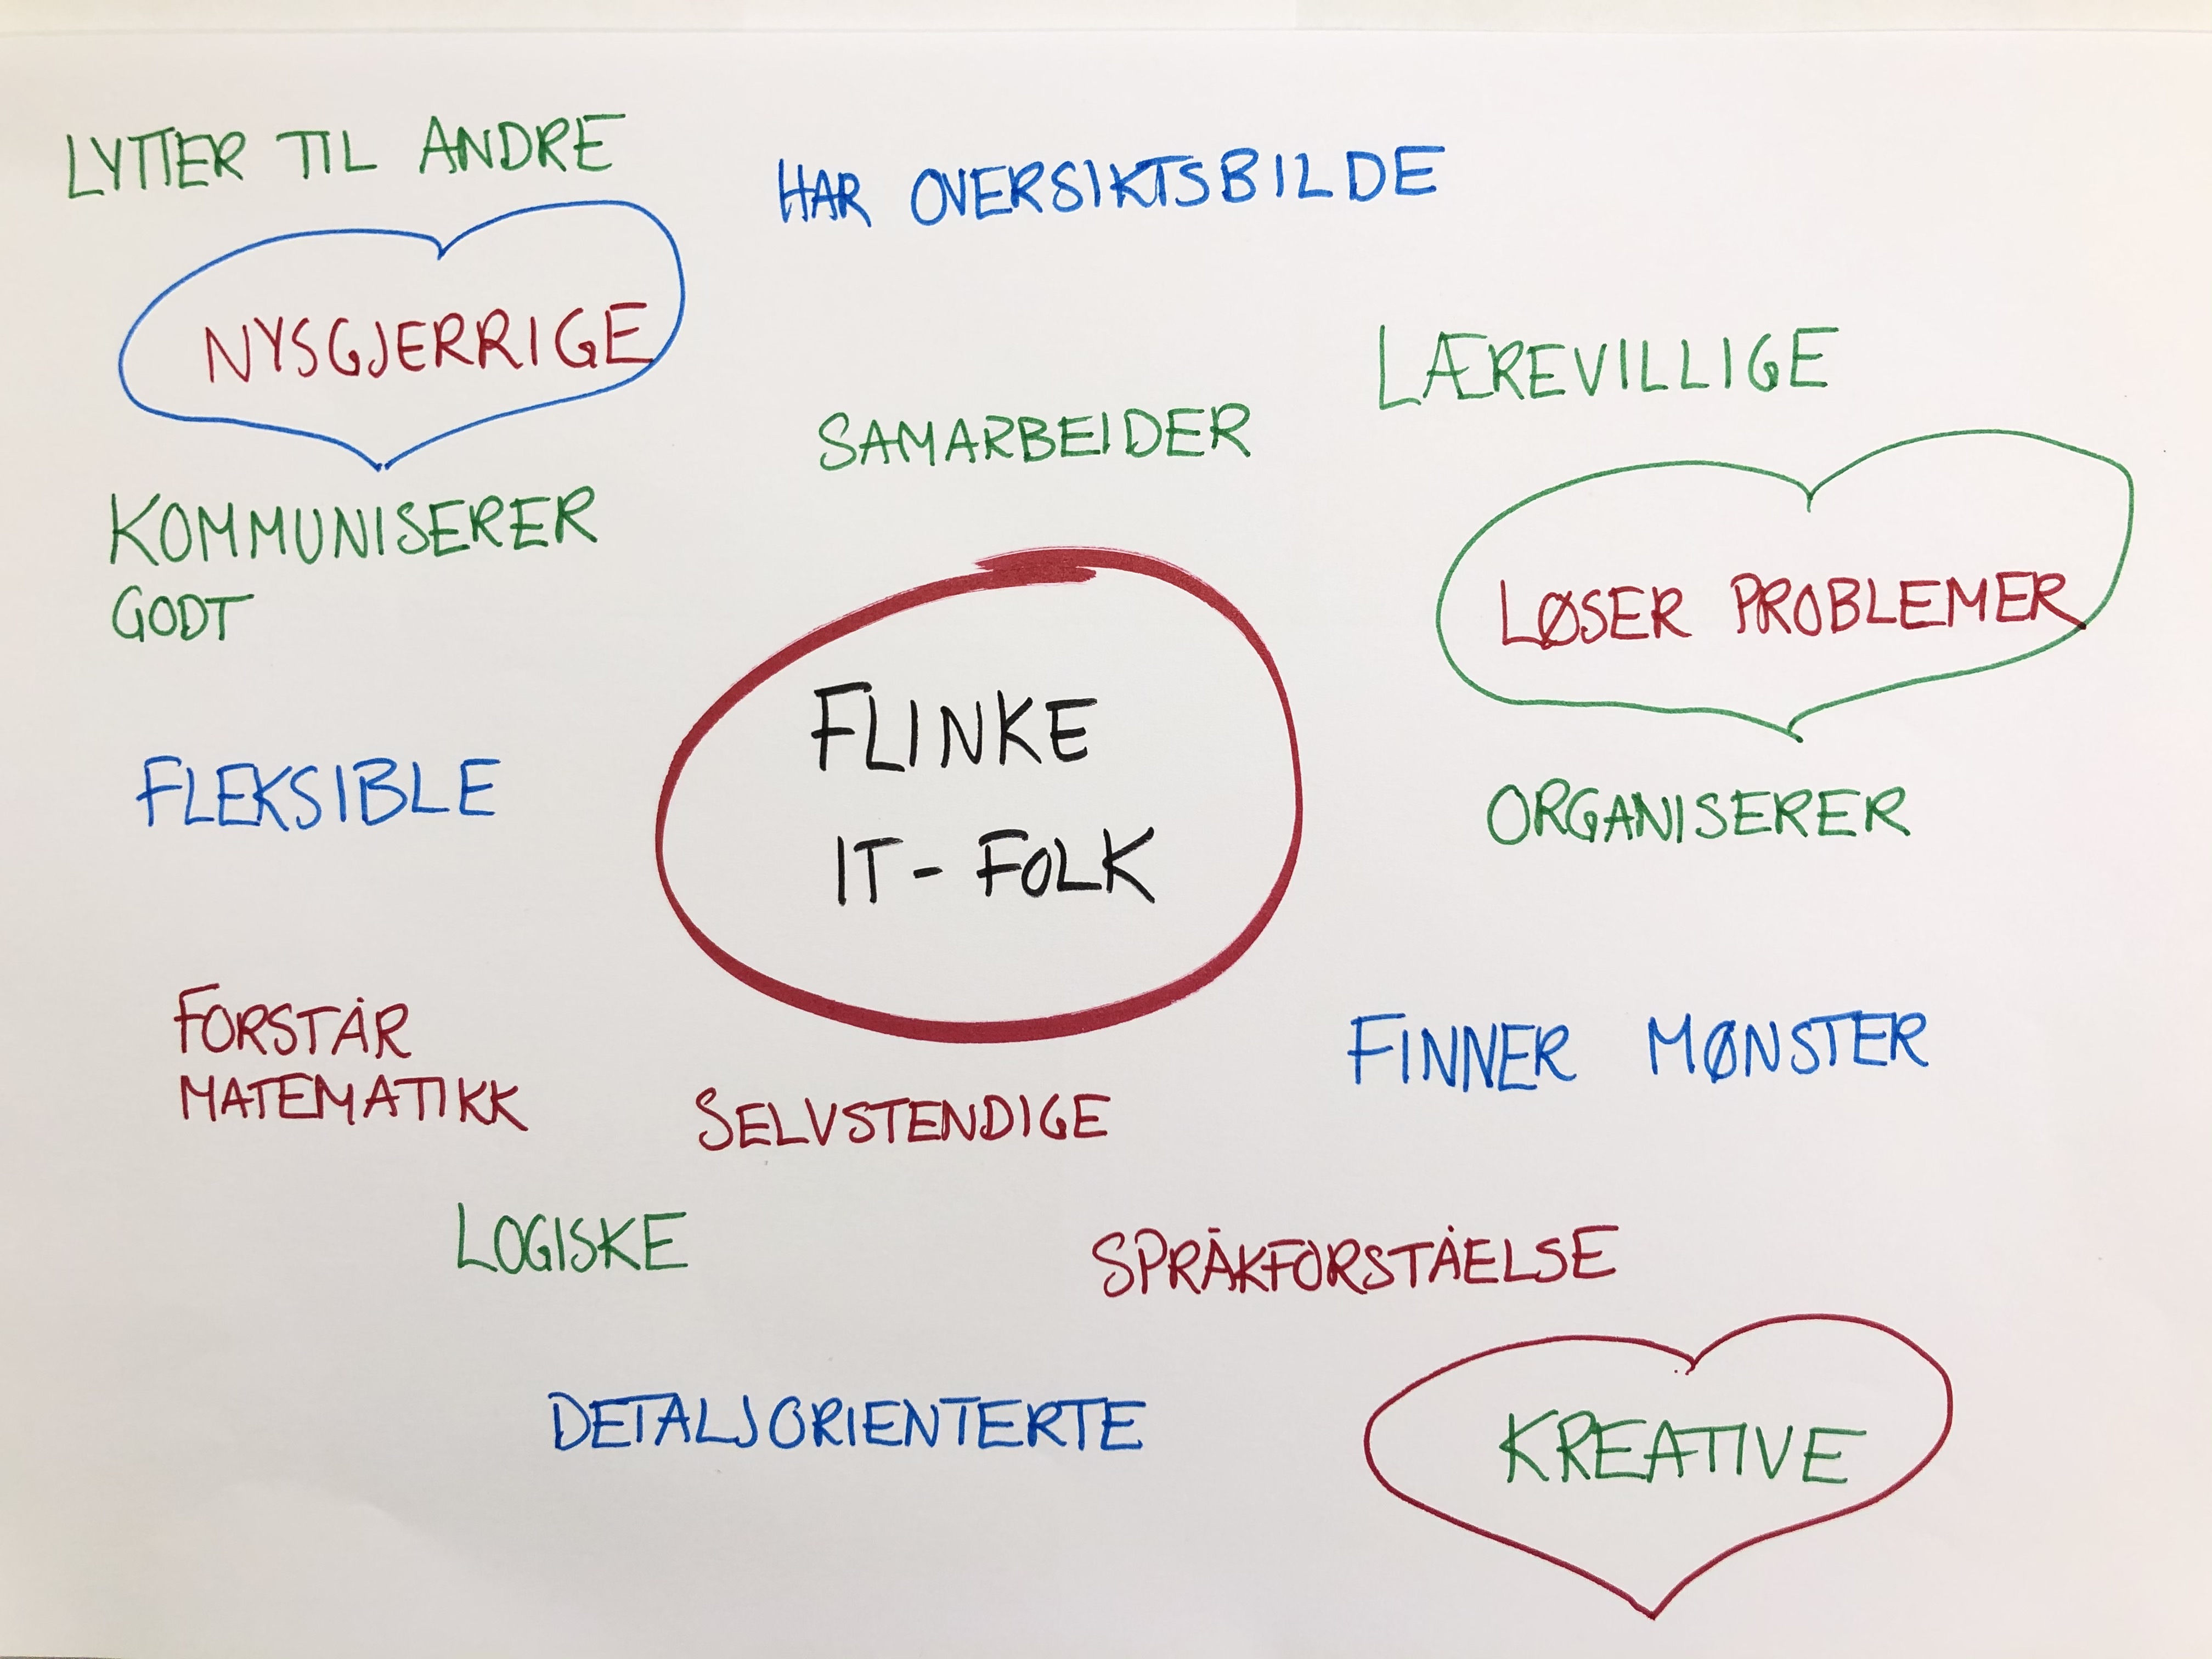 LYTTER TIL ANDRE
HAR OVERSIKTSBILDE
NYSGJERRIGE
LÆREVILLIGE
SAMARBEIDER
KOMMUNISERER
GODT
LØSER PROBLEMER
FLINKE
IT - FOLK
FLEKSIBLE
ORGANISERER
FORSTÅR
MATEMATIKK
FINNER MØNSTER
SELVSTENDIGE
LOGISKE
SPRÅKFORSTÅELSE
DETALJORIENTERTE
KREATIVE